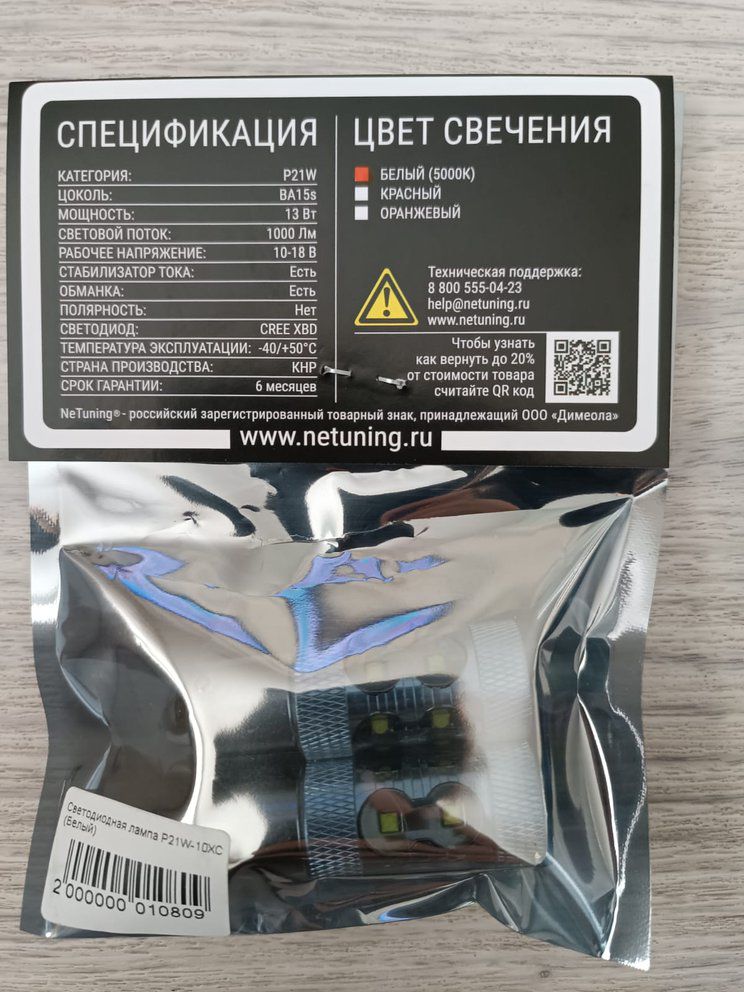 СПЕЦИФИКАЦИЯ
КАТЕГОРИЯ: P21W
ЦОКОЛЬ: BA15s
МОЩНОСТЬ: 13 Вт
СВЕТОВОЙ ПОТОК: 1000 Лм
РАБОЧЕЕ НАПРЯЖЕНИЕ: 10-18 В
СТАБИЛИЗАТОР ТОКА: Есть
ОБМАНКА: Есть
ПОЛЯРНОСТЬ: Нет
СВЕТОДИОД: CREE XBD
ТЕМПЕРАТУРА ЭКСПЛУАТАЦИИ: -40/+50°C
СТРАНА ПРОИЗВОДСТВА: КНР
СРОК ГАРАНТИИ: 6 месяцев
ЦВЕТ СВЕЧЕНИЯ
БЕЛЫЙ (5000K)
КРАСНЫЙ
ОРАНЖЕВЫЙ
Техническая поддержка:
8 800 555-04-23
help@netuning.ru
www.netuning.ru
Чтобы узнать
как вернуть до 20%
от стоимости товара
считайте QR код
NeTuning® - российский зарегистрированный товарный знак, принадлежащий ООО «Димеола»
www.netuning.ru
Светодиодная лампа P21W-10XC
(Белый)
2 000000 010809